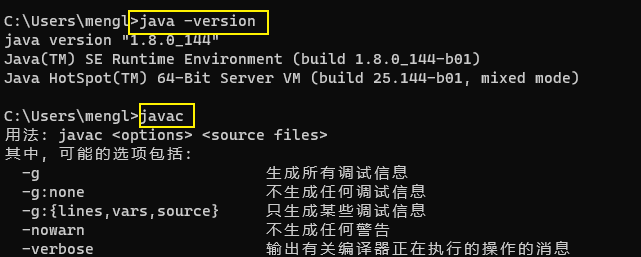 C:\Users\mengl>java -version
java version "1.8.0_144"
Java(TM) SE Runtime Environment (build 1.8.0_144-b01)
Java HotSpot(TM) 64-Bit Server VM (build 25.144-b01, mixed mode)
C:\Users\mengl>javac
用法: javac <options> <source files>
其中, 可能的选项包括:
-g 生成所有调试信息
-g:none 不生成任何调试信息
-g:{lines,vars,source} 只生成某些调试信息
-nowarn 不生成任何警告
-verbose 输出有关编译器正在执行的操作的消息